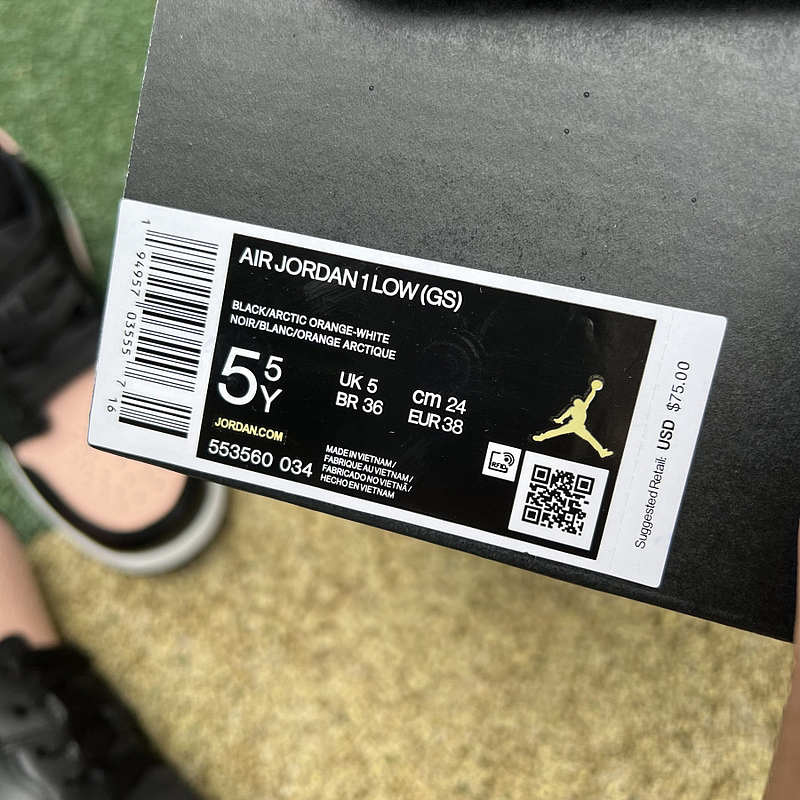 1 94957 03555 7 16
AIR JORDAN 1 LOW (GS)
BLACK/ARCTIC ORANGE-WHITE
NOIR/BLANC/ORANGE ARCTIQUE
5 5 Y
UK 5
BR 36
cm 24
EUR 38
JORDAN.COM
553560 034
MADE IN VIETNAM/
FABRIQUE AU VIETNAM/
FABRICADO NO VIETNÃ/
HECHO EN VIETNAM
RFID
Suggested Retail: USD $75.00